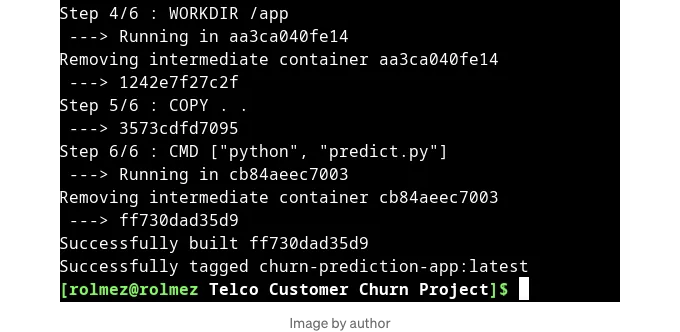 Step 4/6 : WORKDIR /app
---> Running in aa3ca040fe14
Removing intermediate container aa3ca040fe14
---> 1242e7f27c2f
Step 5/6 : COPY . .
---> 3573cdfd7095
Step 6/6 : CMD ["python", "predict.py"]
---> Running in cb84aeec7003
Removing intermediate container cb84aeec7003
---> ff730dad35d9
Successfully built ff730dad35d9
Successfully tagged churn-prediction-app:latest
[rolmez@rolmez Telco Customer Churn Project]$
Image by author